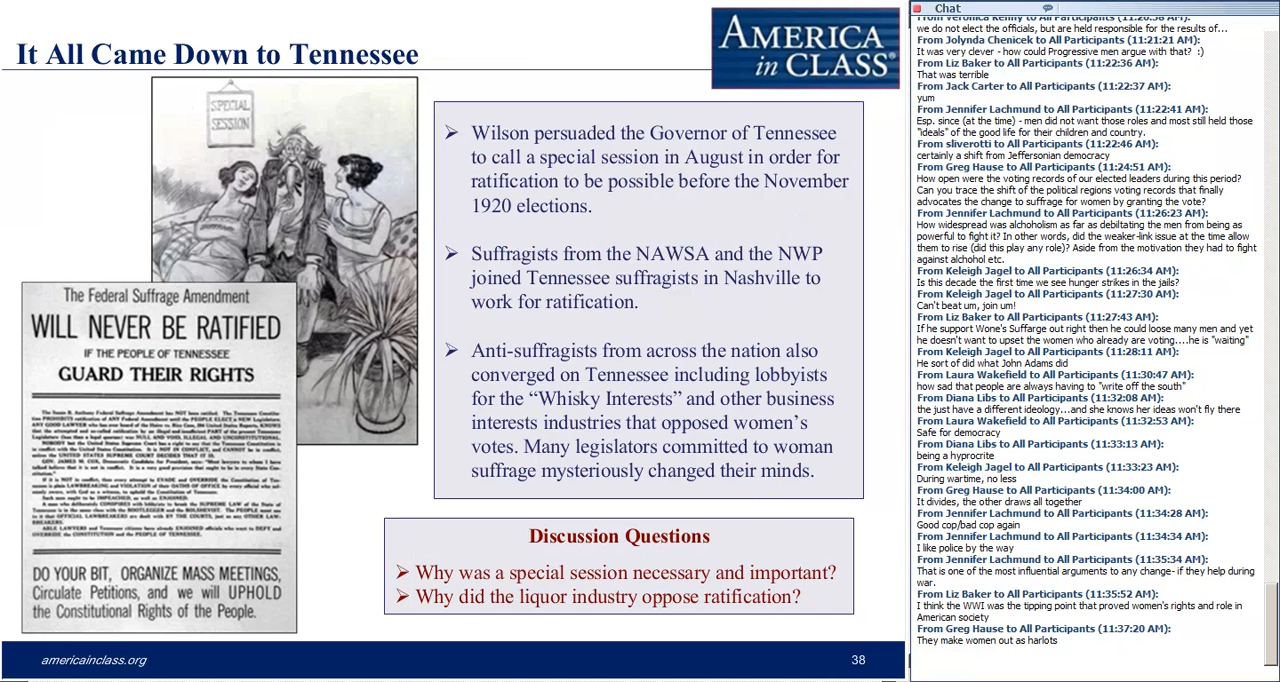 It All Came Down to Tennessee
AMERICA
in CLASS®
SPECIAL
SESSION
The Federal Suffrage Amendment
WILL NEVER BE RATIFIED
IF THE PEOPLE OF TENNESSEE
GUARD THEIR RIGHTS
DO YOUR BIT, ORGANIZE MASS MEETINGS,
Circulate Petitions, and we will UPHOLD
the Constitutional Rights of the People.
➢ Wilson persuaded the Governor of Tennessee
to call a special session in August in order for
ratification to be possible before the November
1920 elections.
➢ Suffragists from the NAWSA and the NWP
joined Tennessee suffragists in Nashville to
work for ratification.
➢ Anti-suffragists from across the nation also
converged on Tennessee including lobbyists
for the “Whisky Interests” and other business
interests industries that opposed women’s
votes. Many legislators committed to woman
suffrage mysteriously changed their minds.
Discussion Questions
➢ Why was a special session necessary and important?
➢ Why did the liquor industry oppose ratification?
americainclass.org
38
Chat
From Veronica Kenny to All Participants (11:20:58 AM):
we do not elect the officials, but are held responsible for the results of...
From Jolynda Chenicek to All Participants (11:21:21 AM):
It was very clever - how could Progressive men argue with that? :)
From Liz Baker to All Participants (11:22:36 AM):
That was terrible
From Jack Carter to All Participants (11:22:37 AM):
yum
From Jennifer Lachmund to All Participants (11:22:41 AM):
Esp. since (at the time) - men did not want those roles and most still held those
"ideals" of the good life for their children and country.
From sliverotti to All Participants (11:22:46 AM):
certainly a shift from Jeffersonian democracy
From Greg Hause to All Participants (11:24:51 AM):
How open were the voting records of our elected leaders during this period?
Can you trace the shift of the political regions voting records that finally
advocates the change to suffrage for women by granting the vote?
From Jennifer Lachmund to All Participants (11:26:23 AM):
How widespread was alchoholism as far as debiltating the men from being as
powerful to fight it? In other words, did the weaker-link issue at the time allow
them to rise (did this play any role)? Aside from the motivation they had to fight
against alchohol etc.
From Keleigh Jagel to All Participants (11:26:34 AM):
Is this decade the first time we see hunger strikes in the jails?
From Keleigh Jagel to All Participants (11:27:30 AM):
Can't beat um, join um!
From Liz Baker to All Participants (11:27:43 AM):
If he support Wone's Suffarge out right then he could loose many men and yet
he doesn't want to upset the women who already are voting....he is "waiting"
From Keleigh Jagel to All Participants (11:28:11 AM):
He sort of did what John Adams did
From Laura Wakefield to All Participants (11:30:47 AM):
how sad that people are always having to "write off the south"
From Diana Libs to All Participants (11:32:08 AM):
the just have a different ideology...and she knows her ideas won't fly there
From Laura Wakefield to All Participants (11:32:53 AM):
safe for democracy
From Diana Libs to All Participants (11:33:13 AM):
being a hyprocrite
From Keleigh Jagel to All Participants (11:33:23 AM):
During wartime, no less
From Greg Hause to All Participants (11:34:00 AM):
It divides, the other draws all together
From Jennifer Lachmund to All Participants (11:34:28 AM):
Good cop/bad cop again
From Jennifer Lachmund to All Participants (11:34:34 AM):
I like police by the way
From Jennifer Lachmund to All Participants (11:35:34 AM):
That is one of the most influential arguments to any change- if they help during
war.
From Liz Baker to All Participants (11:35:52 AM):
I think the WWI was the tipping point that proved women's rights and role in
American society
From Greg Hause to All Participants (11:37:20 AM):
They make women out as harlots